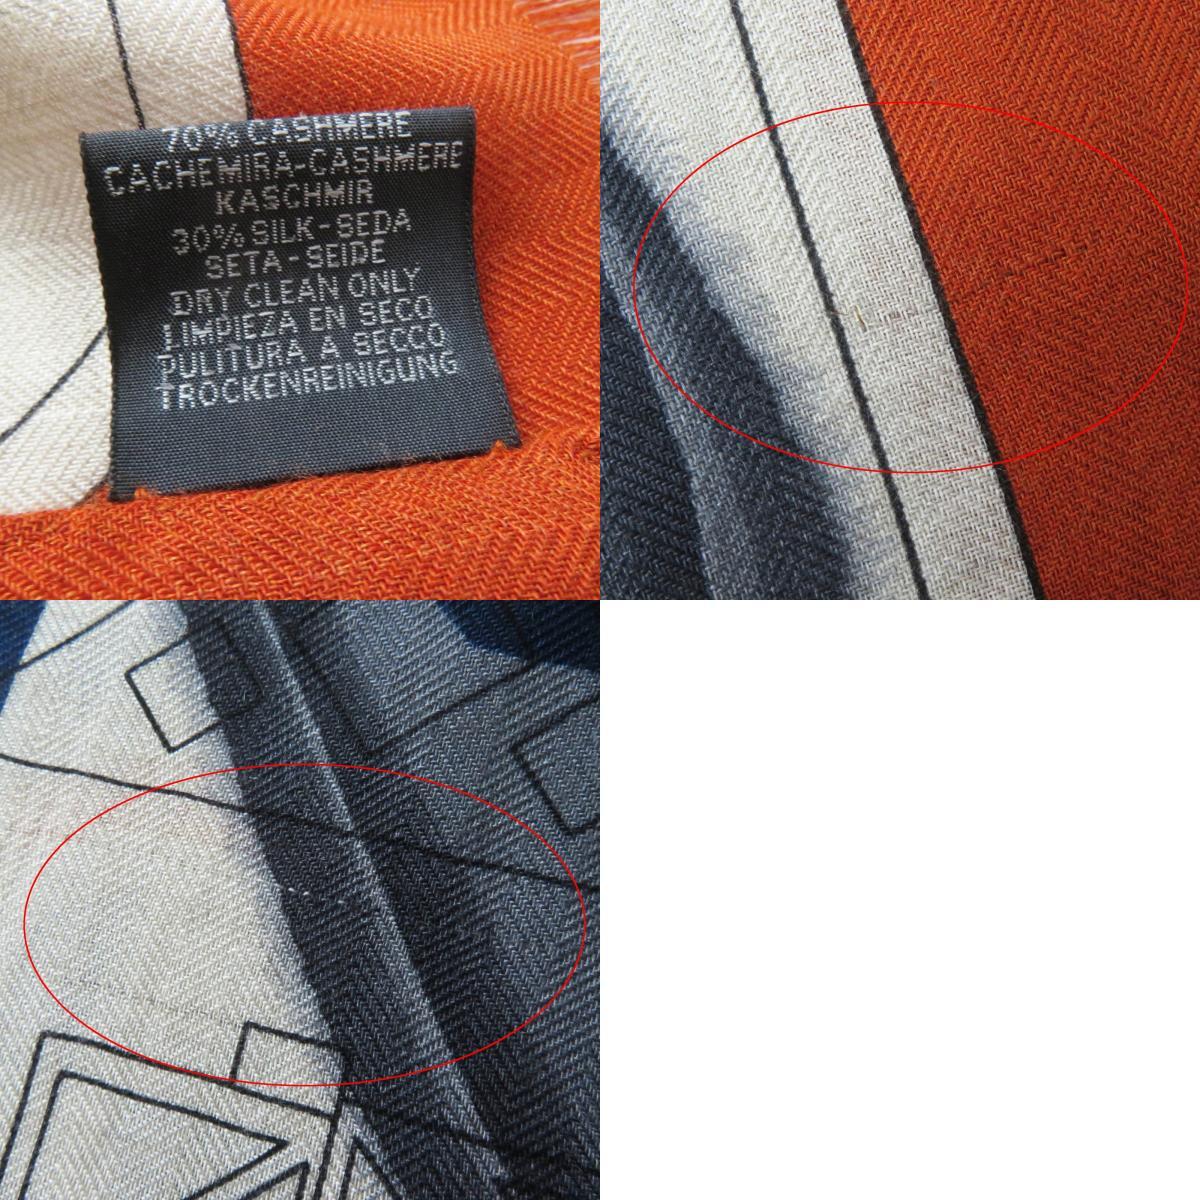 70% CASHMERE
CACHEMIRA-CASHMERE
KASCHMIR
30% SILK-SEDA
SETA-SEIDE
DRY CLEAN ONLY
LIMPIEZA EN SECO
PULITURA A SECCO
TROCKENREINIGUNG